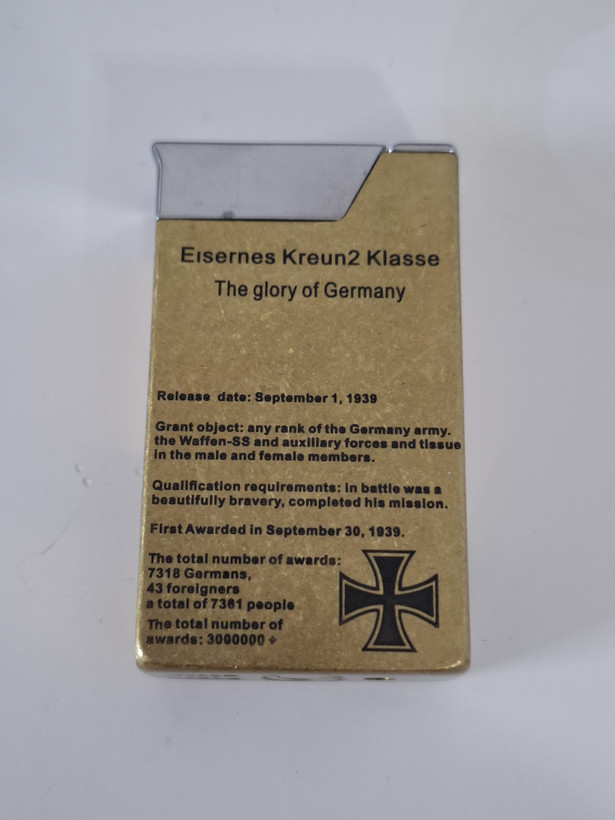 Eısernes Kreun2 Klasse
The glory of Germany
Release date: September 1, 1939
Grant object: any rank of the Germany army.
the Waffen-SS and auxillary forces and tissue
in the male and female members.
Qualification requirements: in battle was a
beautifully bravery, completed his mission.
First Awarded in September 30, 1939.
The total number of awards:
7318 Germans,
43 foreigners
a total of 7361 people
The total number of
awards: 3000000 +